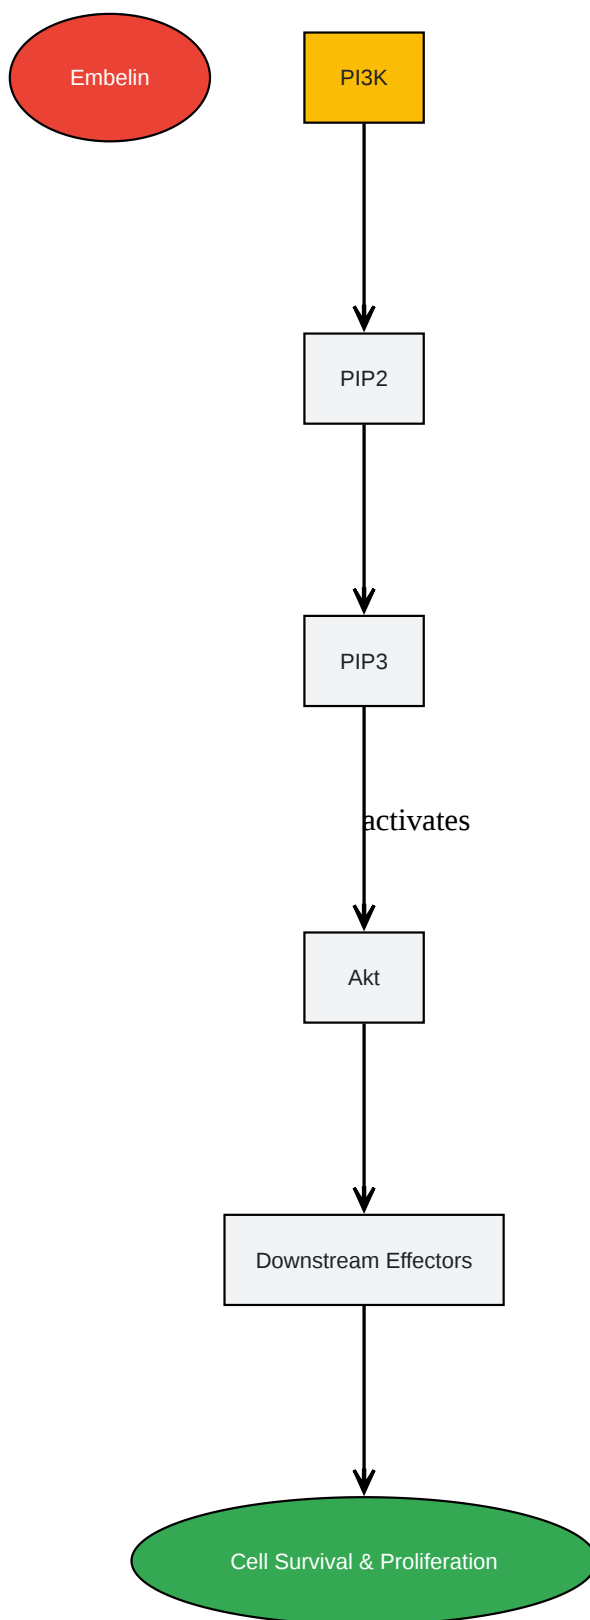 Embelin
PI3K
PIP2
PIP3
activates
Akt
Downstream Effectors
Cell Survival & Proliferation